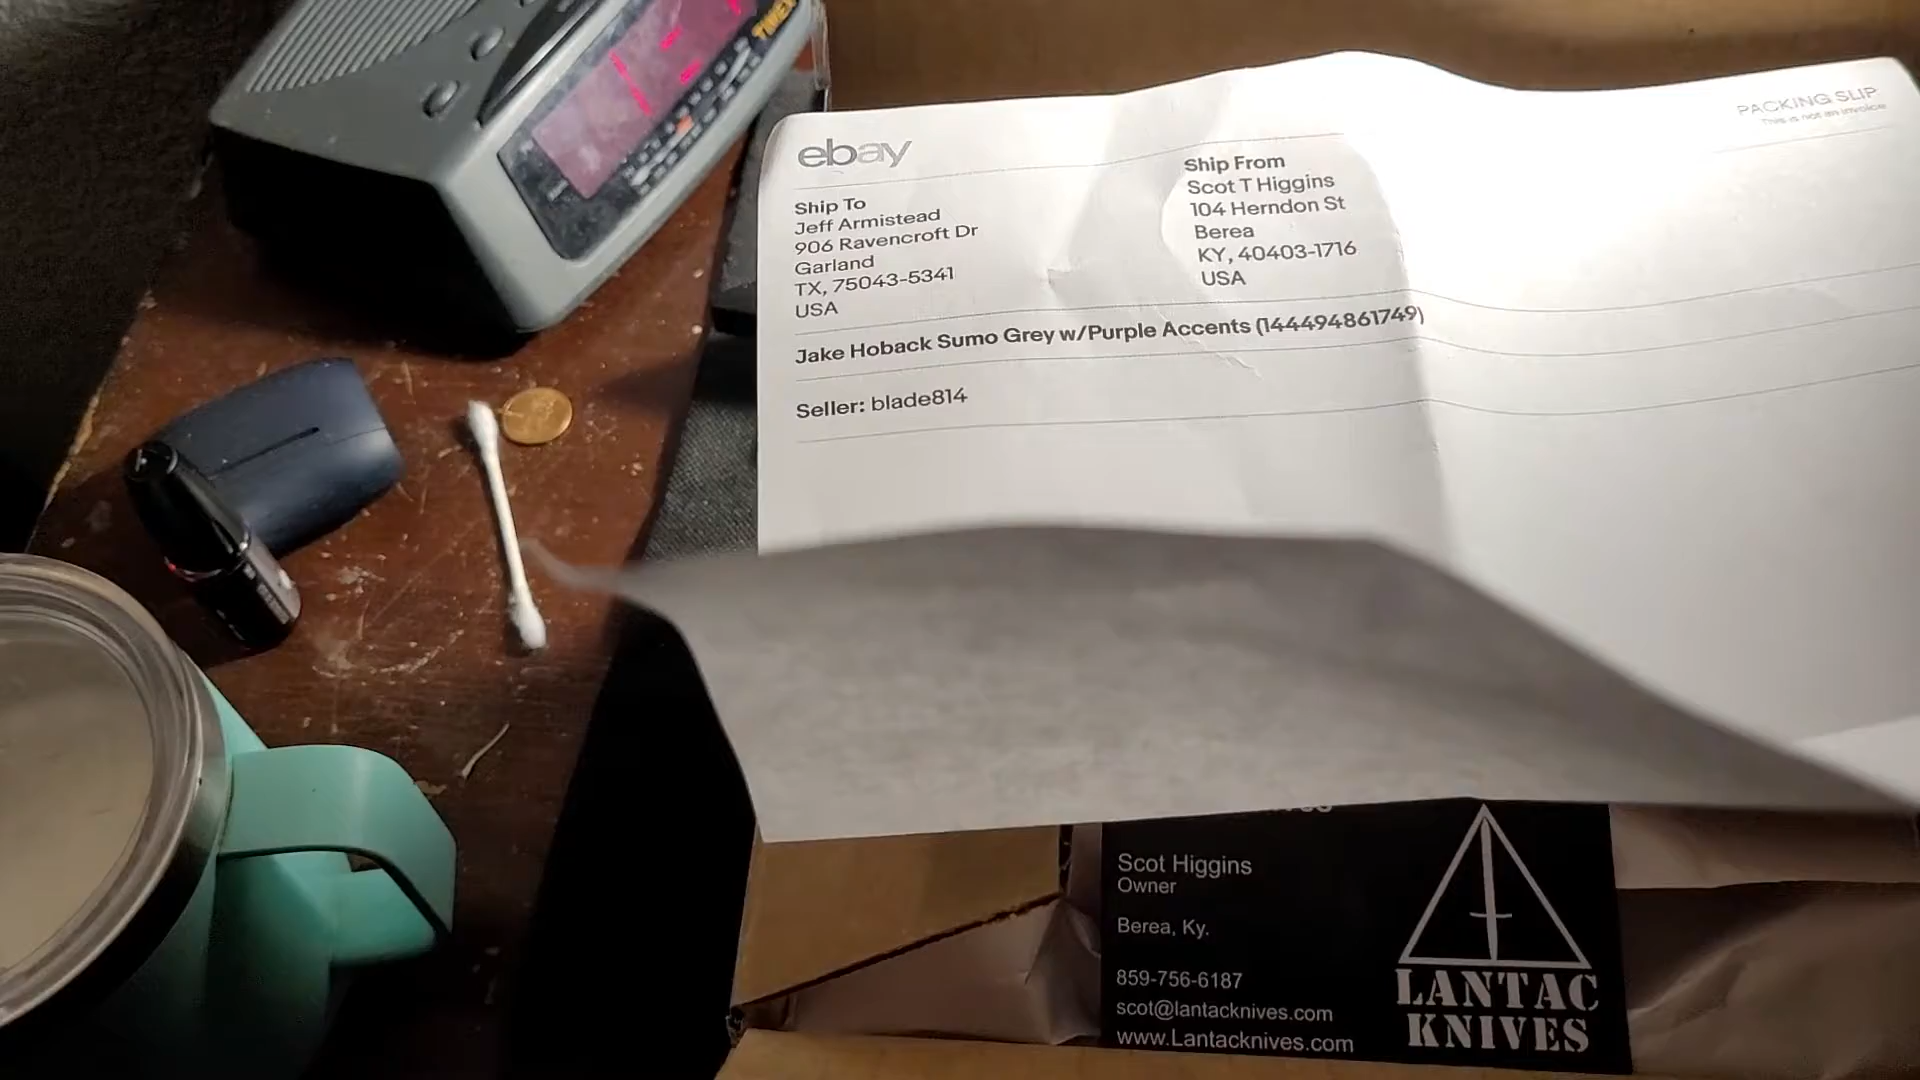 TIMEX
ebay
PACKING SLIP
This is not an invoice
Ship To
Jeff Armistead
906 Ravencroft Dr
Garland
TX, 75043-5341
USA
Ship From
Scot T Higgins
104 Herndon St
Berea
KY, 40403-1716
USA
Jake Hoback Sumo Grey w/Purple Accents (144494861749)
Seller: blade814
Scot Higgins
Owner
Berea, Ky.
859-756-6187
scot@lantacknives.com
www.Lantacknives.com
LANTAC
KNIVES